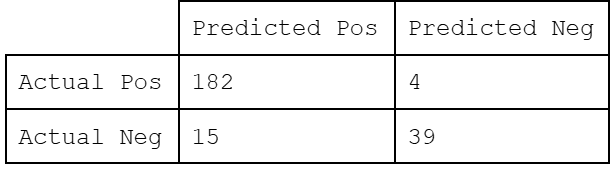 Predicted Pos Predicted Neg
Actual Pos 182 4
Actual Neg 15 39